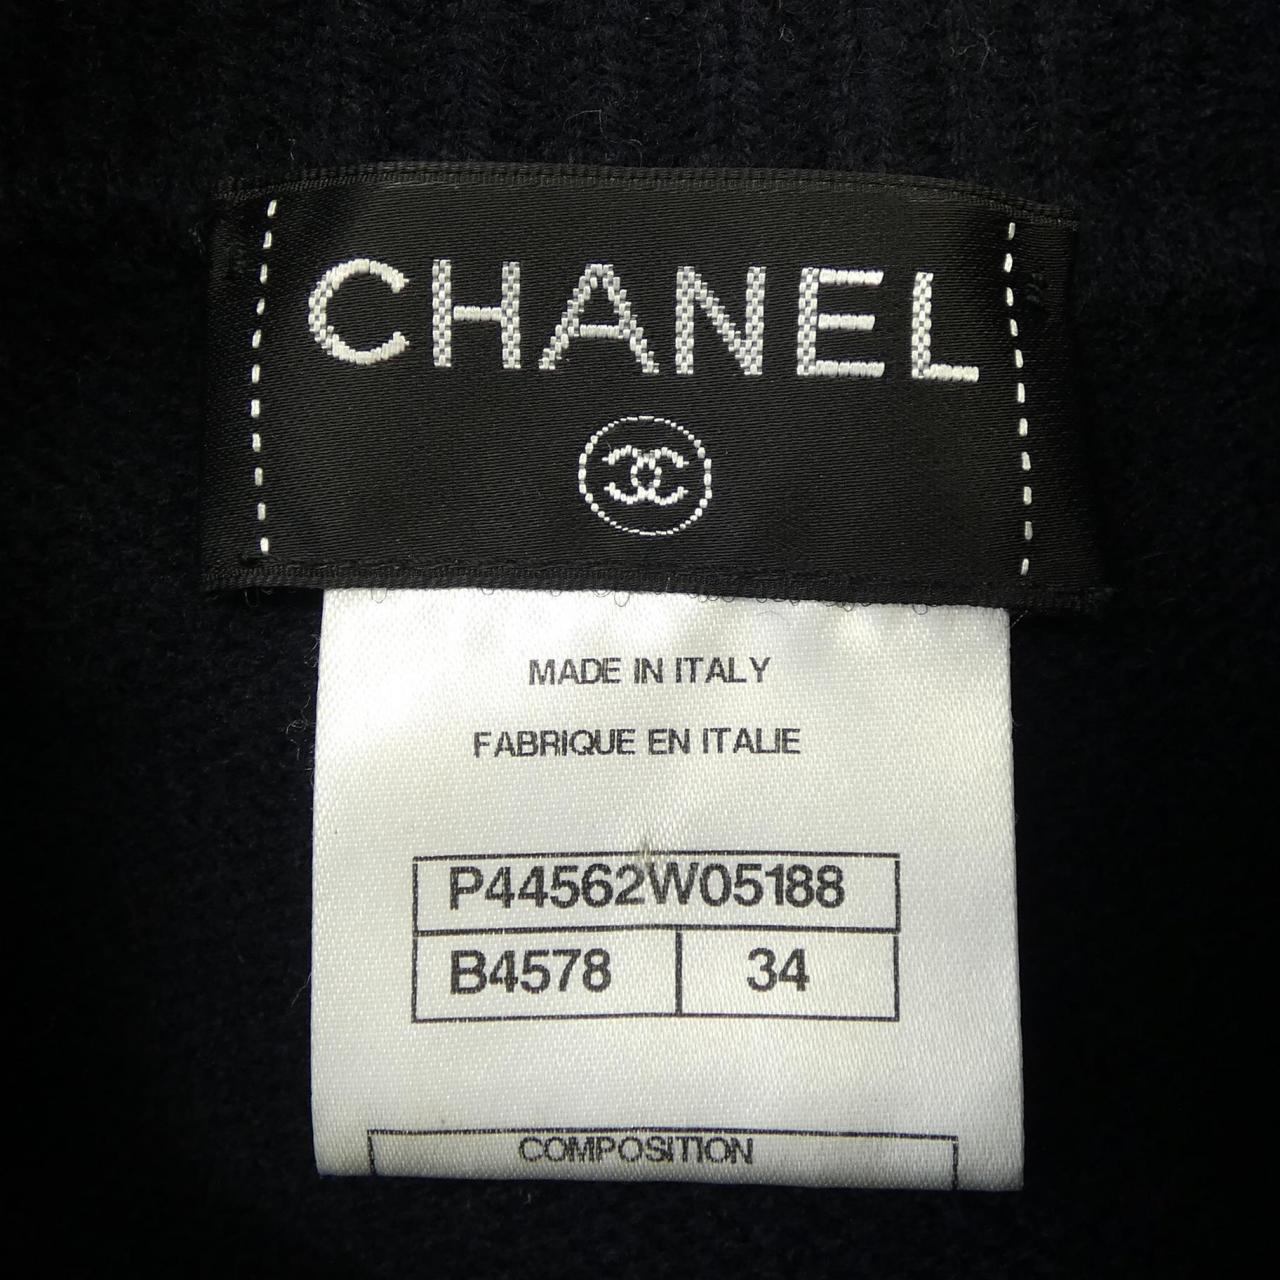 CHANEL
MADE IN ITALY
FABRIQUE EN ITALIE
P44562W05188
B4578 34
COMPOSITION